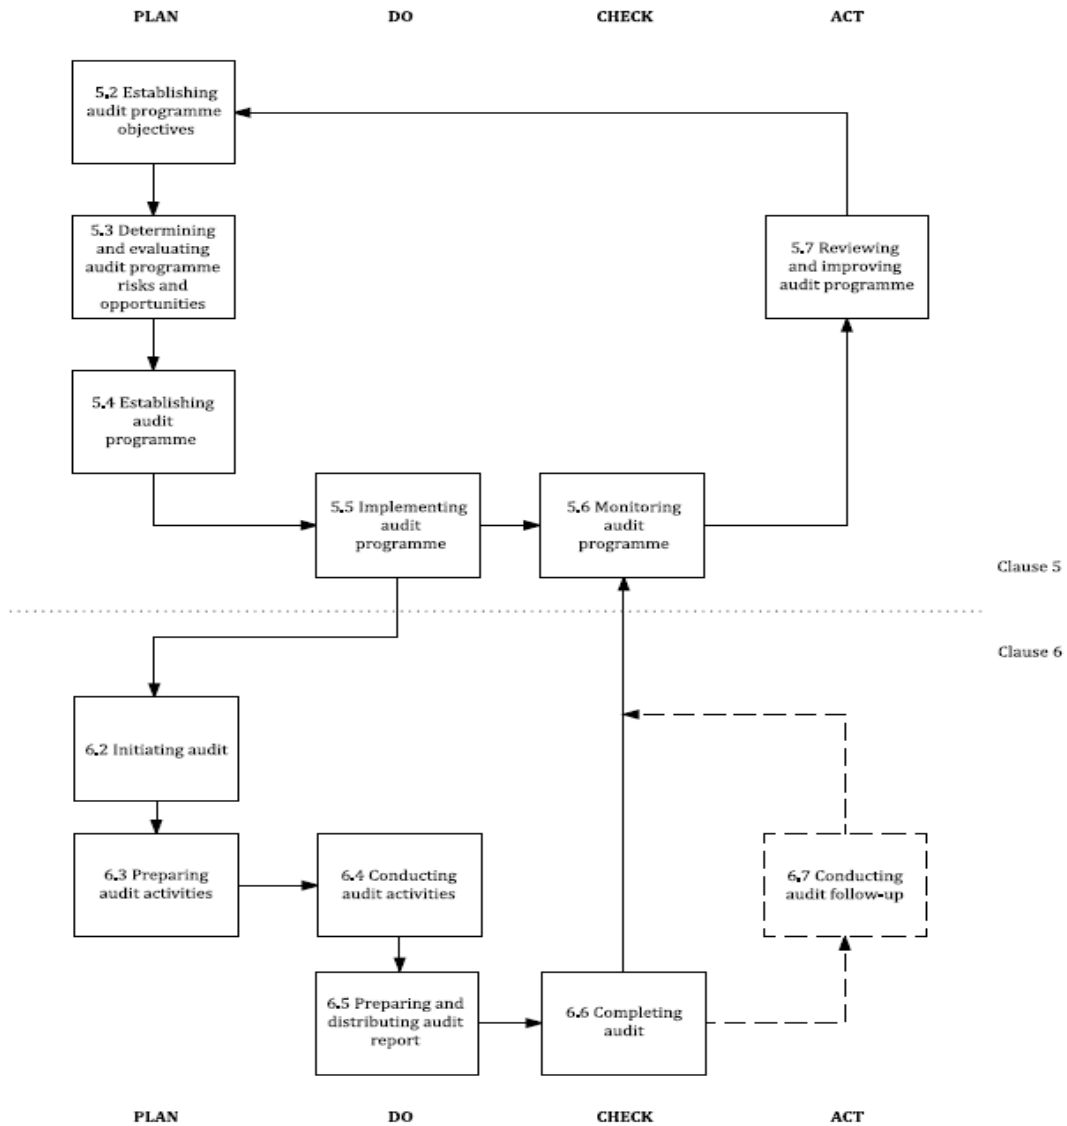 PLAN
DO
CHECK
ACT
5.2 Establishing
audit programme
objectives
5.3 Determining
and evaluating
audit programme
risks and
opportunities
5.7 Reviewing
and improving
audit programme
5.4 Establishing
audit
programme
5.5 Implementing
audit
programme
5.6 Monitoring
audit
programme
Clause 5
Clause 6
6.2 Initiating audit
6.3 Preparing
audit activities
6.4 Conducting
audit activities
6.7 Conducting
audit follow-up
6.5 Preparing and
distributing audit
report
6.6 Completing
audit
PLAN
DO
CHECK
ACT